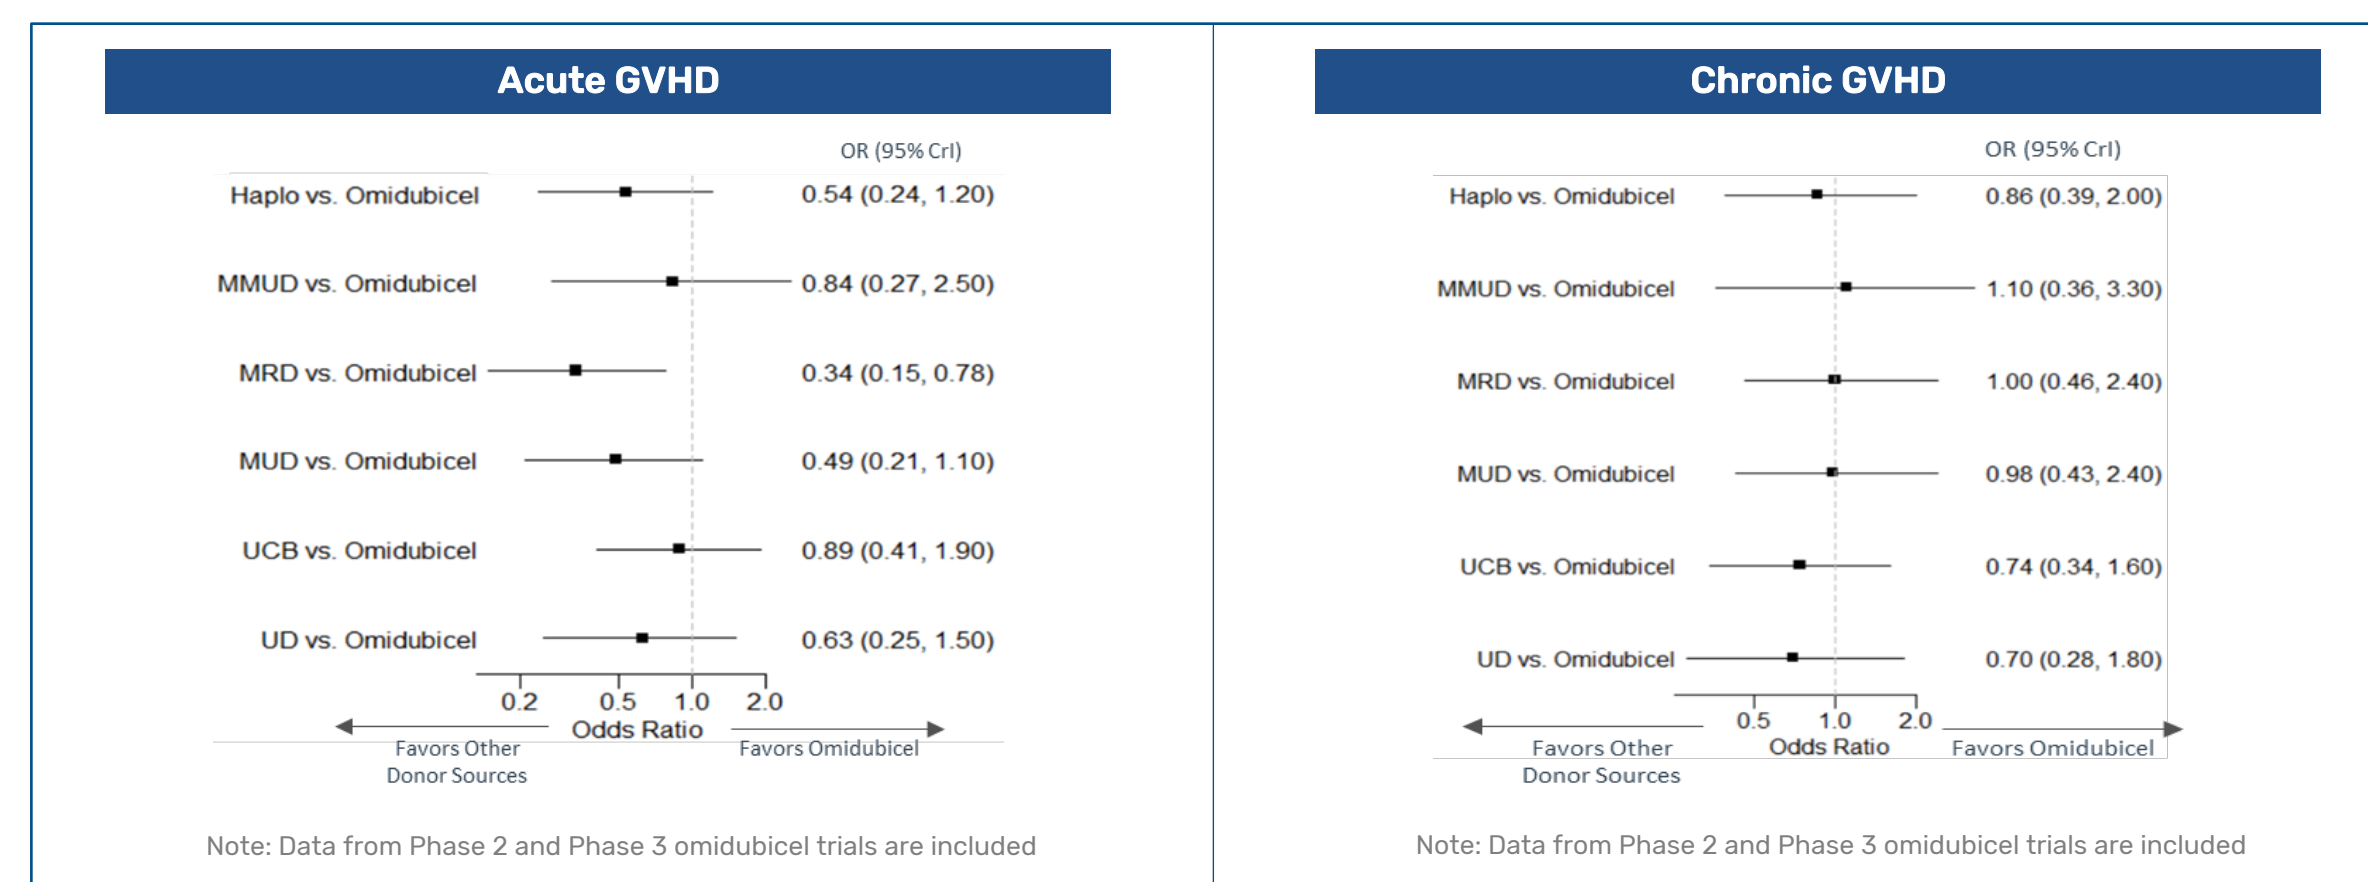 Acute GVHD
OR (95% CrI)
Haplo vs. Omidubicel 0.54 (0.24, 1.20)
MMUD vs. Omidubicel 0.84 (0.27, 2.50)
MRD vs. Omidubicel 0.34 (0.15, 0.78)
MUD vs. Omidubicel 0.49 (0.21, 1.10)
UCB vs. Omidubicel 0.89 (0.41, 1.90)
UD vs. Omidubicel 0.63 (0.25, 1.50)
0.2 0.5 1.0 2.0
Odds Ratio
Favors Other
Donor Sources
Favors Omidubicel
Note: Data from Phase 2 and Phase 3 omidubicel trials are included
Chronic GVHD
OR (95% CrI)
Haplo vs. Omidubicel 0.86 (0.39, 2.00)
MMUD vs. Omidubicel 1.10 (0.36, 3.30)
MRD vs. Omidubicel 1.00 (0.46, 2.40)
MUD vs. Omidubicel 0.98 (0.43, 2.40)
UCB vs. Omidubicel 0.74 (0.34, 1.60)
UD vs. Omidubicel 0.70 (0.28, 1.80)
0.5 1.0 2.0
Odds Ratio
Favors Other
Donor Sources
Favors Omidubicel
Note: Data from Phase 2 and Phase 3 omidubicel trials are included